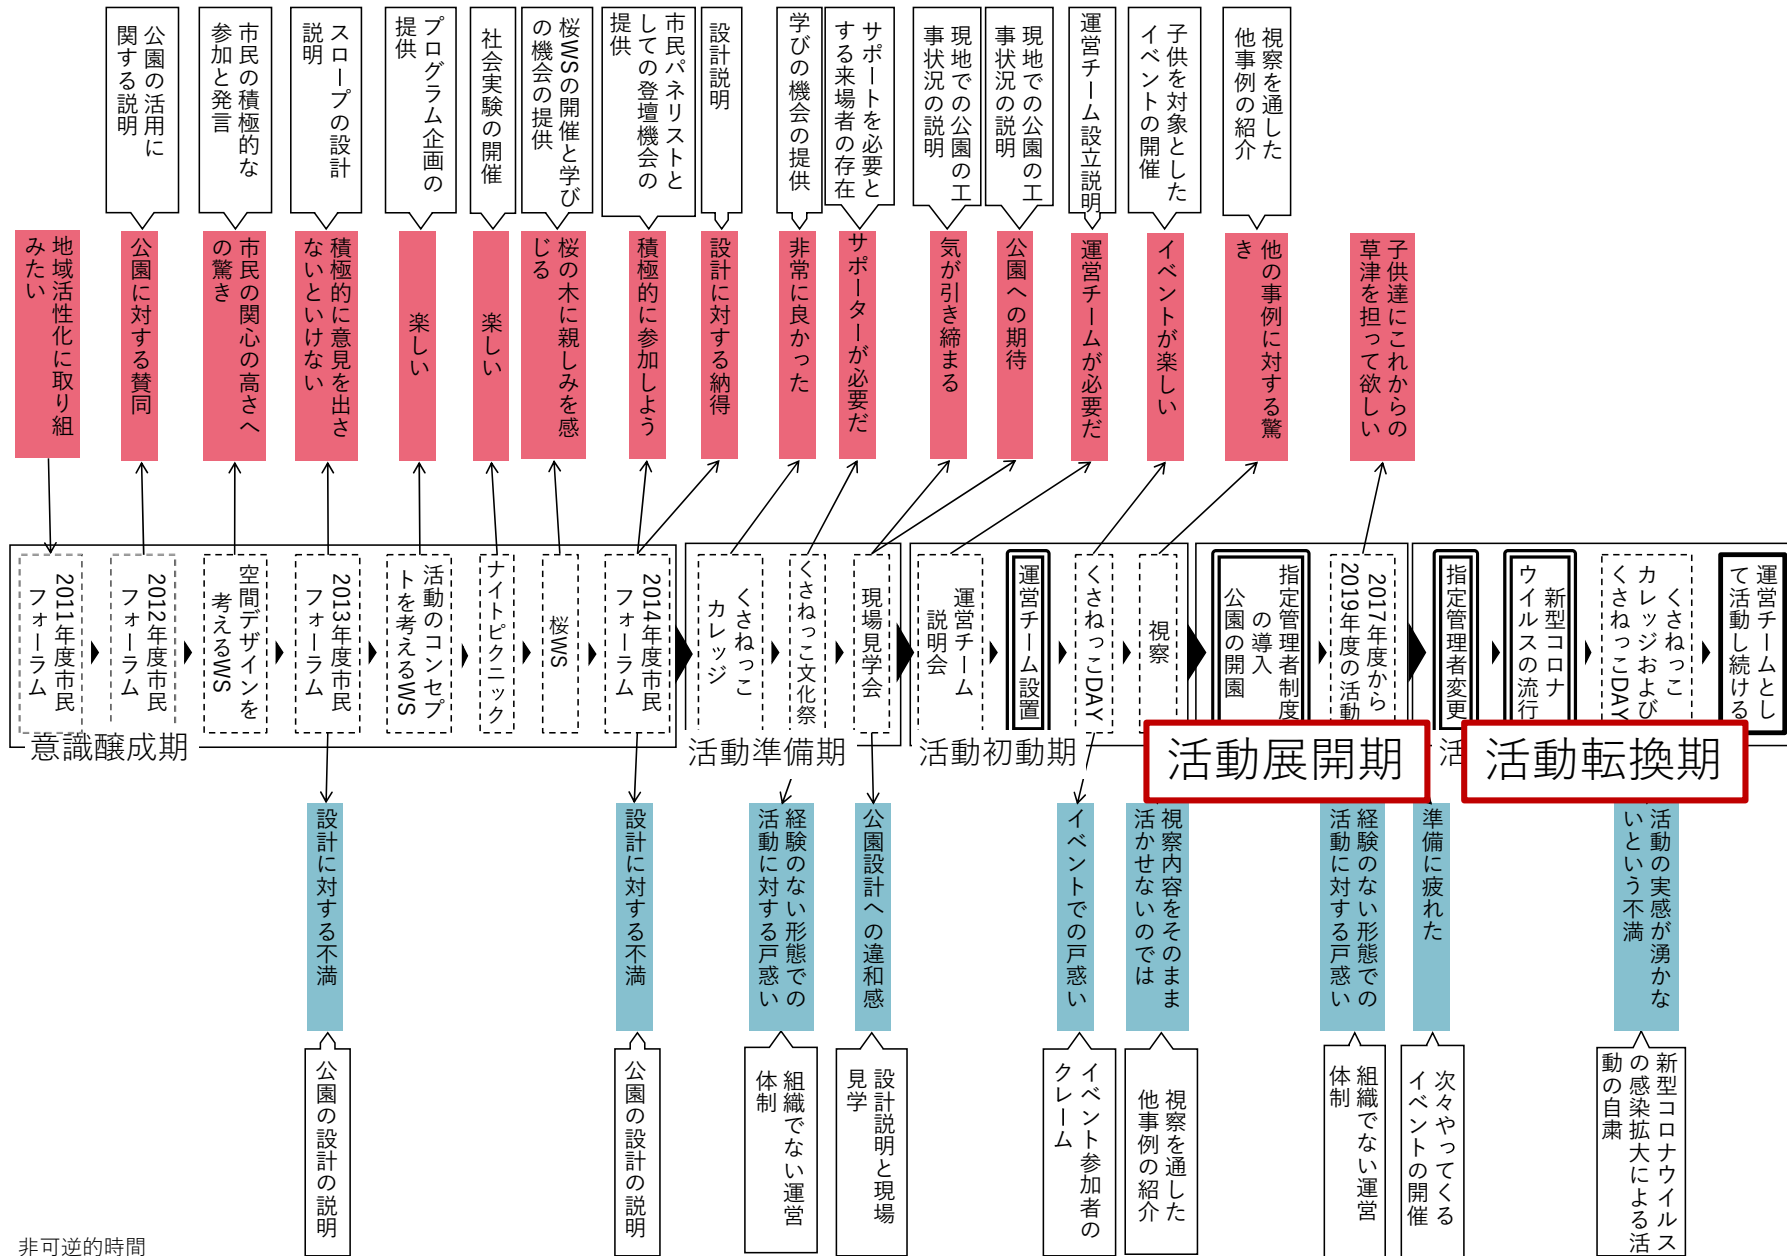 公園の活用に
関する説明
市民の積極的な
参加と発言
スロープの設計
説明
プログラム企画の
提供
社会実験の開催
桜WSの開催と学び
の機会の提供
市民パネリストと
しての登壇機会の
提供
設計説明
学びの機会の提供
サポートを必要と
する来場者の存在
現地での公園の工
事状況の説明
現地での公園の工
事状況の説明
運営チーム設立説明
子供を対象とした
イベントの開催
視察を通した
他事例の紹介
地域活性化に取り組
みたい
公園に対する賛同
市民の関心の高さへ
の驚き
積極的に意見を出さ
ないといけない
楽しい
楽しい
桜の木に親しみを感
じる
積極的に参加しよう
設計に対する納得
非常に良かった
サポーターが必要だ
気が引き締まる
公園への期待
運営チームが必要だ
イベントが楽しい
他の事例に対する驚
き
子供達にこれからの
草津を担って欲しい
2011年度市民
フォーラム
2012年度市民
フォーラム
空間デザインを
考えるWS
2013年度市民
フォーラム
活動のコンセプ
トを考えるWS
ナイトピクニック
桜WS
2014年度市民
フォーラム
くさねっこ
カレッジ
くさねっこ文化祭
現場見学会
運営チーム
説明会
運営チーム設置
くさねっこDAY
視察
指定管理者制度
の導入
公園の開園
2017年度から
2019年度の活動
指定管理者変更
新型コロナ
ウイルスの流行
くさねっこ
カレッジおよび
くさねっこDAY
運営チームとし
て活動し続ける
意識醸成期
活動準備期
活動初動期
活動展開期
活
活動転換期
設計に対する不満
設計に対する不満
経験のない形態での
活動に対する戸惑い
公園設計への違和感
イベントでの戸惑い
視察内容をそのまま
活かせないのでは
経験のない形態での
活動に対する戸惑い
準備に疲れた
活動の実感が湧かな
いという不満
公園の設計の説明
公園の設計の説明
組織でない運営
体制
設計説明と現場
見学
イベント参加者の
クレーム
視察を通した
他事例の紹介
組織でない運営
体制
次々やってくる
イベントの開催
新型コロナウイルス
の感染拡大による活
動の自粛
非可逆的時間